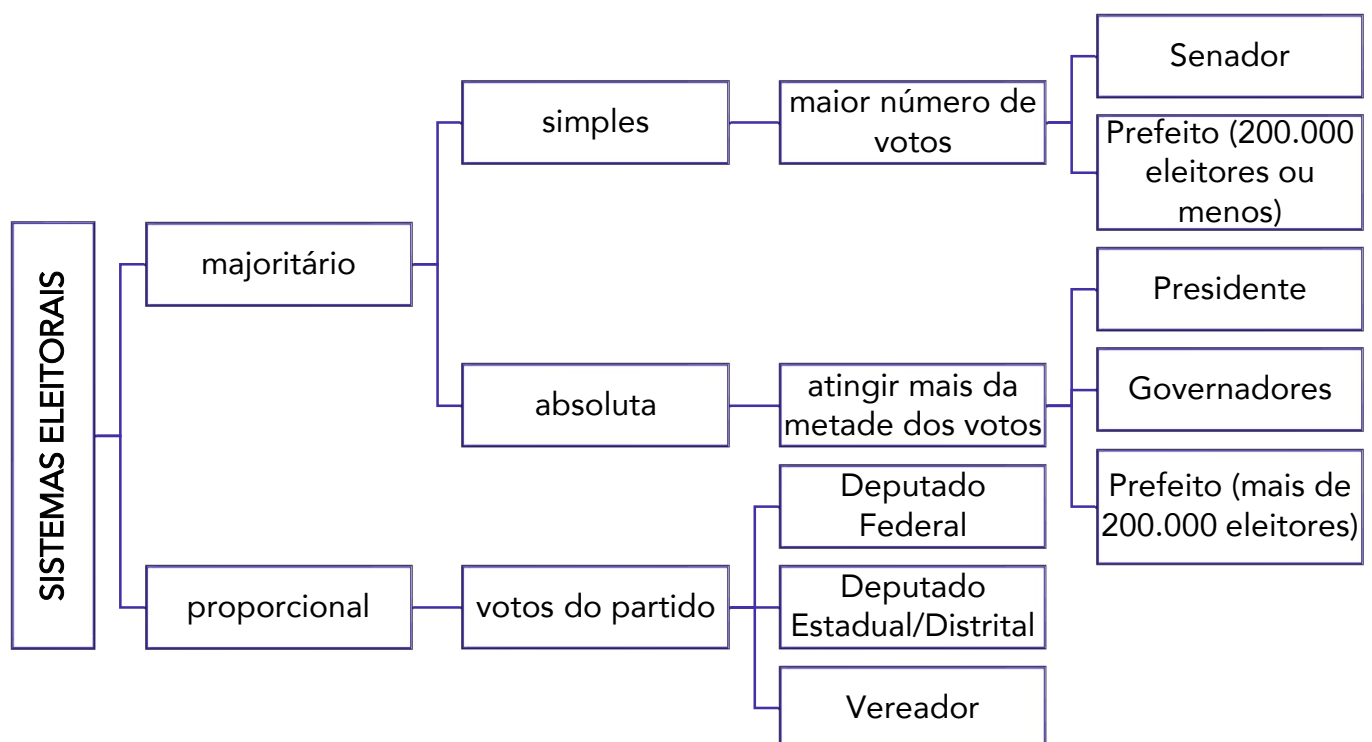 SISTEMAS ELEITORAIS
majoritário
simples
maior número de
votos
Senador
Prefeito (200.000
eleitores ou
menos)
absoluta
atingir mais da
metade dos votos
Presidente
Governadores
Prefeito (mais de
200.000 eleitores)
proporcional
votos do partido
Deputado
Federal
Deputado
Estadual/Distrital
Vereador